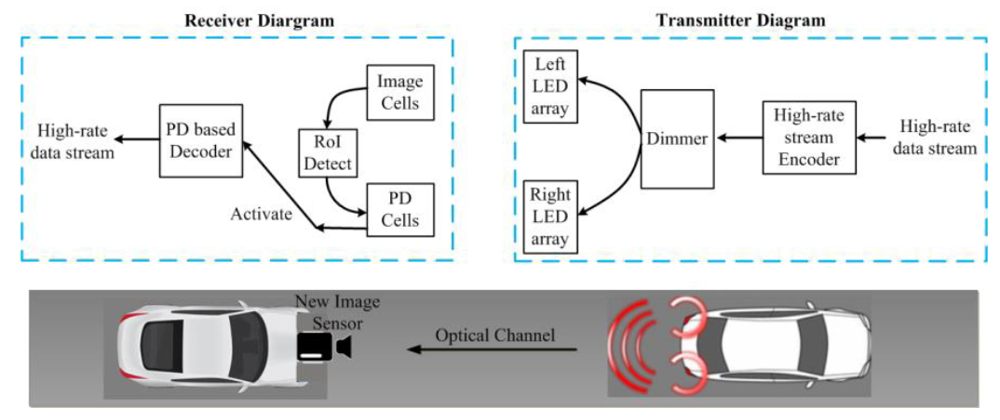 Receiver Diargram
Image
Cells
RoI
Detect
PD
Cells
Activate
PD based
Decoder
High-rate
data stream
Transmitter Diagram
Left
LED
array
Right
LED
array
Dimmer
High-rate
stream
Encoder
High-rate
data stream
New Image
Sensor
Optical Channel